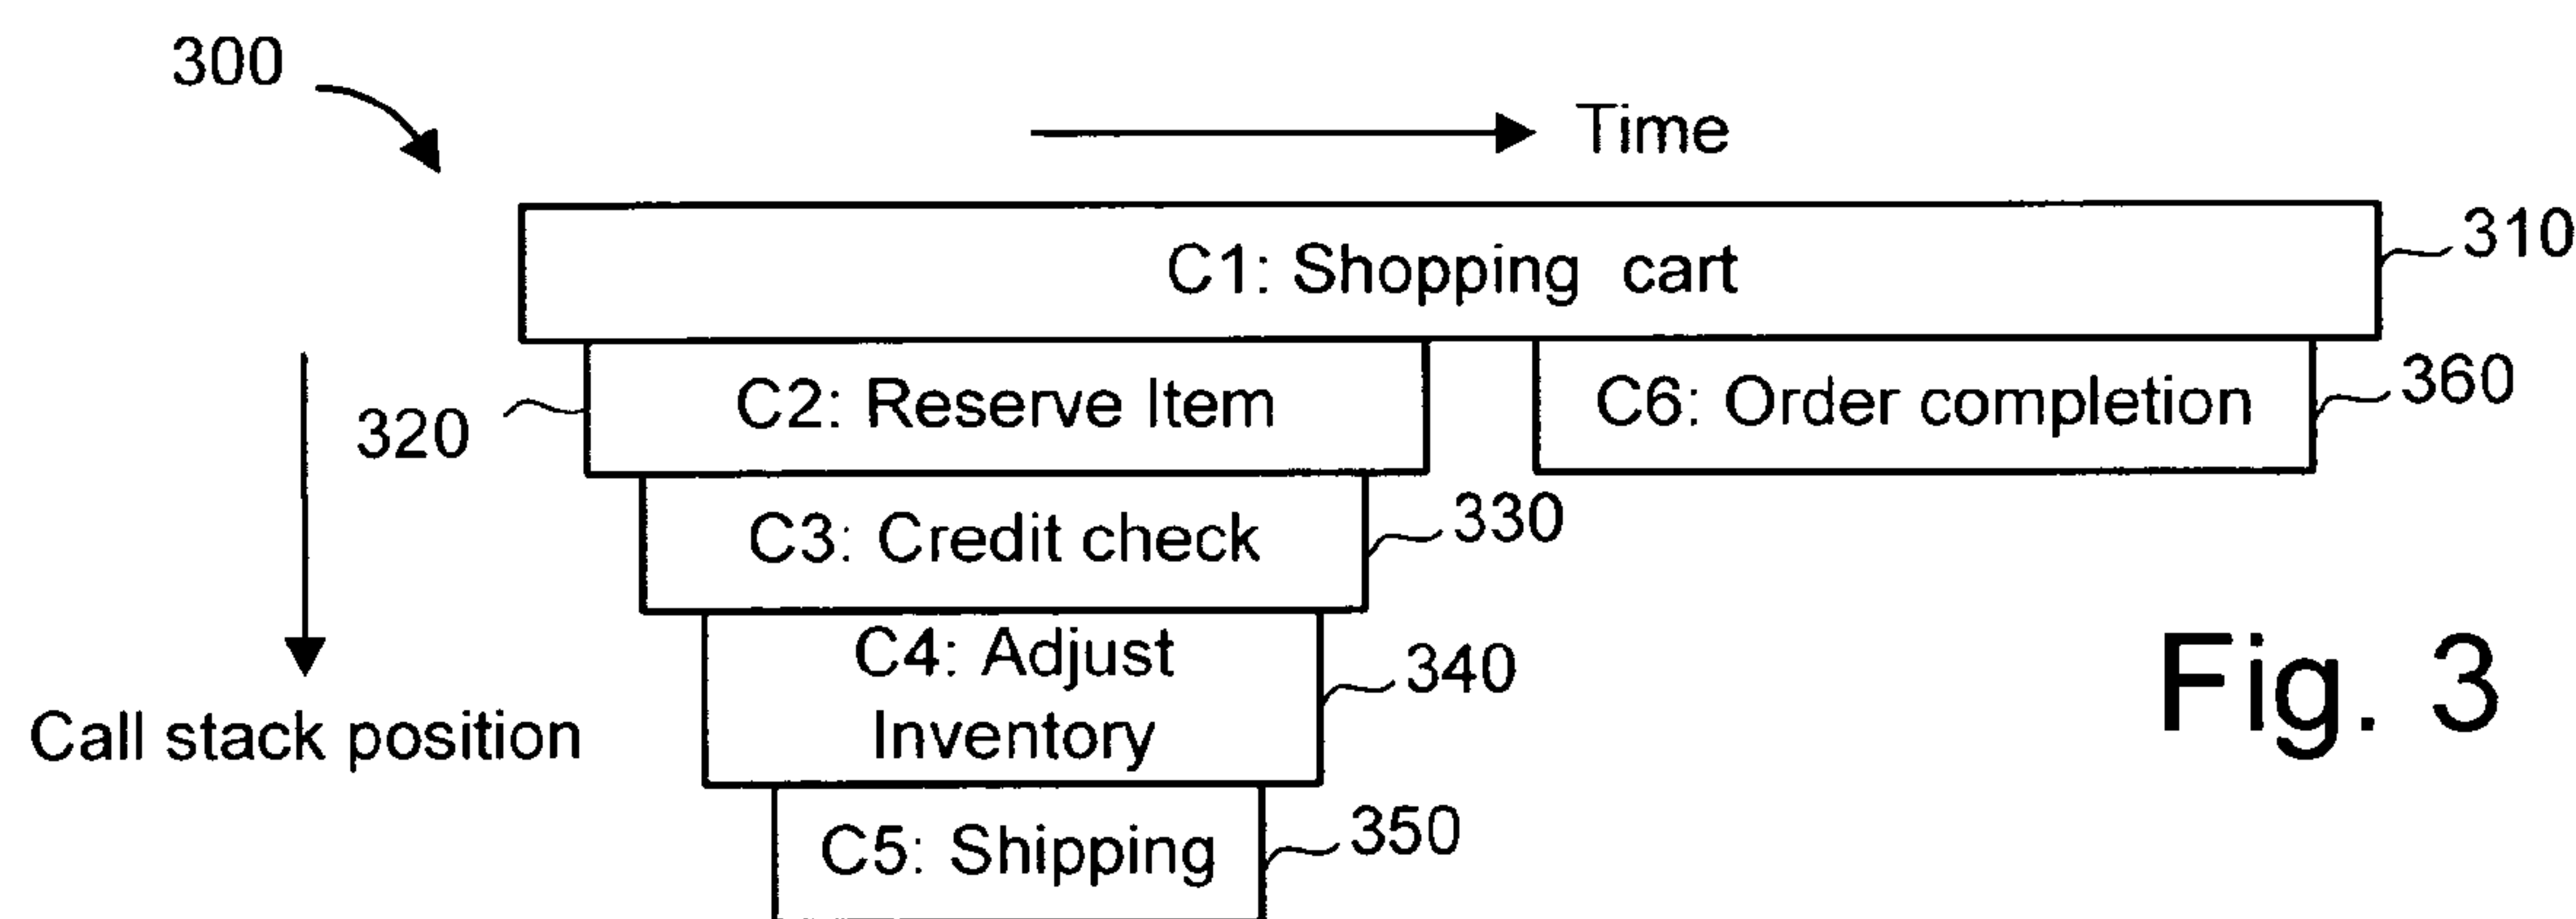 300
Time
C1: Shopping cart
310
320
C2: Reserve Item
C6: Order completion
360
C3: Credit check
330
C4: Adjust
Inventory
340
Call stack position
C5: Shipping
350
Fig. 3